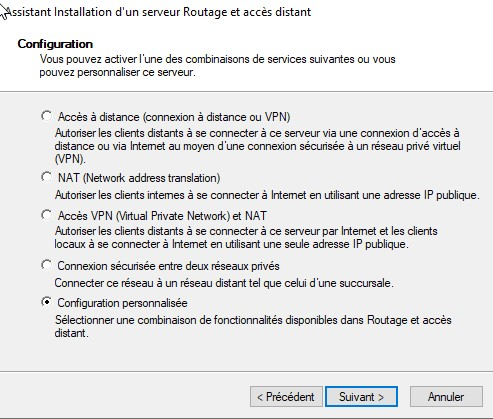 Assistant Installation d'un serveur Routage et accès distant
Configuration
Vous pouvez activer l'une des combinaisons de services suivantes ou vous
pouvez personnaliser ce serveur.
Accès à distance (connexion à distance ou VPN)
Autoriser les clients distants à se connecter à ce serveur via une connexion d'accès à
distance ou via Internet au moyen d'une connexion sécurisée à un réseau privé virtuel
(VPN).
NAT (Network address translation)
Autoriser les clients internes à se connecter à Internet en utilisant une adresse IP publique.
Accès VPN (Virtual Private Network) et NAT
Autoriser les clients distants à se connecter à ce serveur par Internet et les clients
locaux à se connecter à Internet en utilisant une seule adresse IP publique.
Connexion sécurisée entre deux réseaux privés
Connecter ce réseau à un réseau distant tel que celui d'une succursale.
Configuration personnalisée
Sélectionner une combinaison de fonctionnalités disponibles dans Routage et accès
distant.
< Précédent Suivant > Annuler